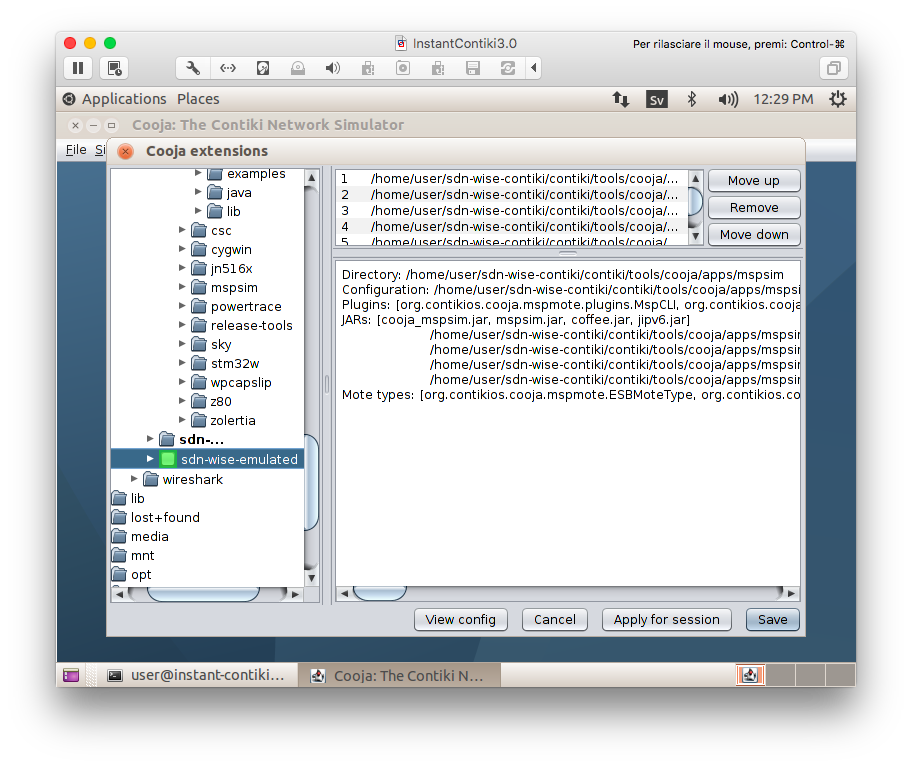 InstantContiki3.0
Per rilasciare il mouse, premi: Control-⌘
Applications Places
Sv
12:29 PM
Cooja: The Contiki Network Simulator
File Si
Cooja extensions
examples
java
lib
csc
cygwin
jn516x
mspsim
powertrace
release-tools
sky
stm32w
wpcapslip
z80
zolertia
sdn-...
sdn-wise-emulated
wireshark
lib
lost+found
media
mnt
opt
1 /home/user/sdn-wise-contiki/contiki/tools/cooja/...
2 /home/user/sdn-wise-contiki/contiki/tools/cooja/...
3 /home/user/sdn-wise-contiki/contiki/tools/cooja/...
4 /home/user/sdn-wise-contiki/contiki/tools/cooja/...
5 /home/user/sdn-wise-contiki/contiki/tools/cooja/...
Move up
Remove
Move down
Directory: /home/user/sdn-wise-contiki/contiki/tools/cooja/apps/mspsim
Configuration: /home/user/sdn-wise-contiki/contiki/tools/cooja/apps/mspsi
Plugins: [org.contikios.cooja.mspmote.plugins.MspCLI, org.contikios.cooja
JARs: [cooja_mspsim.jar, mspsim.jar, coffee.jar, jipv6.jar]
/home/user/sdn-wise-contiki/contiki/tools/cooja/apps/mspsi
/home/user/sdn-wise-contiki/contiki/tools/cooja/apps/mspsi
/home/user/sdn-wise-contiki/contiki/tools/cooja/apps/mspsi
/home/user/sdn-wise-contiki/contiki/tools/cooja/apps/mspsi
Mote types: [org.contikios.cooja.mspmote.ESBMoteType, org.contikios.co
View config
Cancel
Apply for session
Save
user@instant-contiki...
Cooja: The Contiki N...